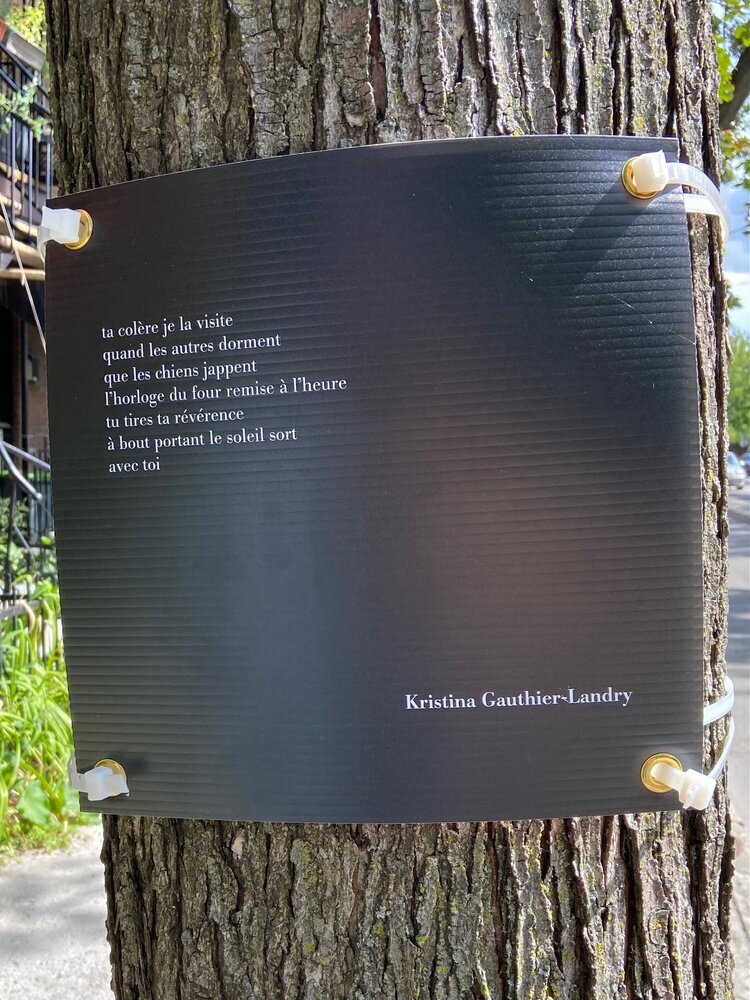 ta colère je la visite
quand les autres dorment
que les chiens jappent
l’horloge du four remise à l’heure
tu tires ta révérence
à bout portant le soleil sort
avec toi
Kristina Gauthier-Landry